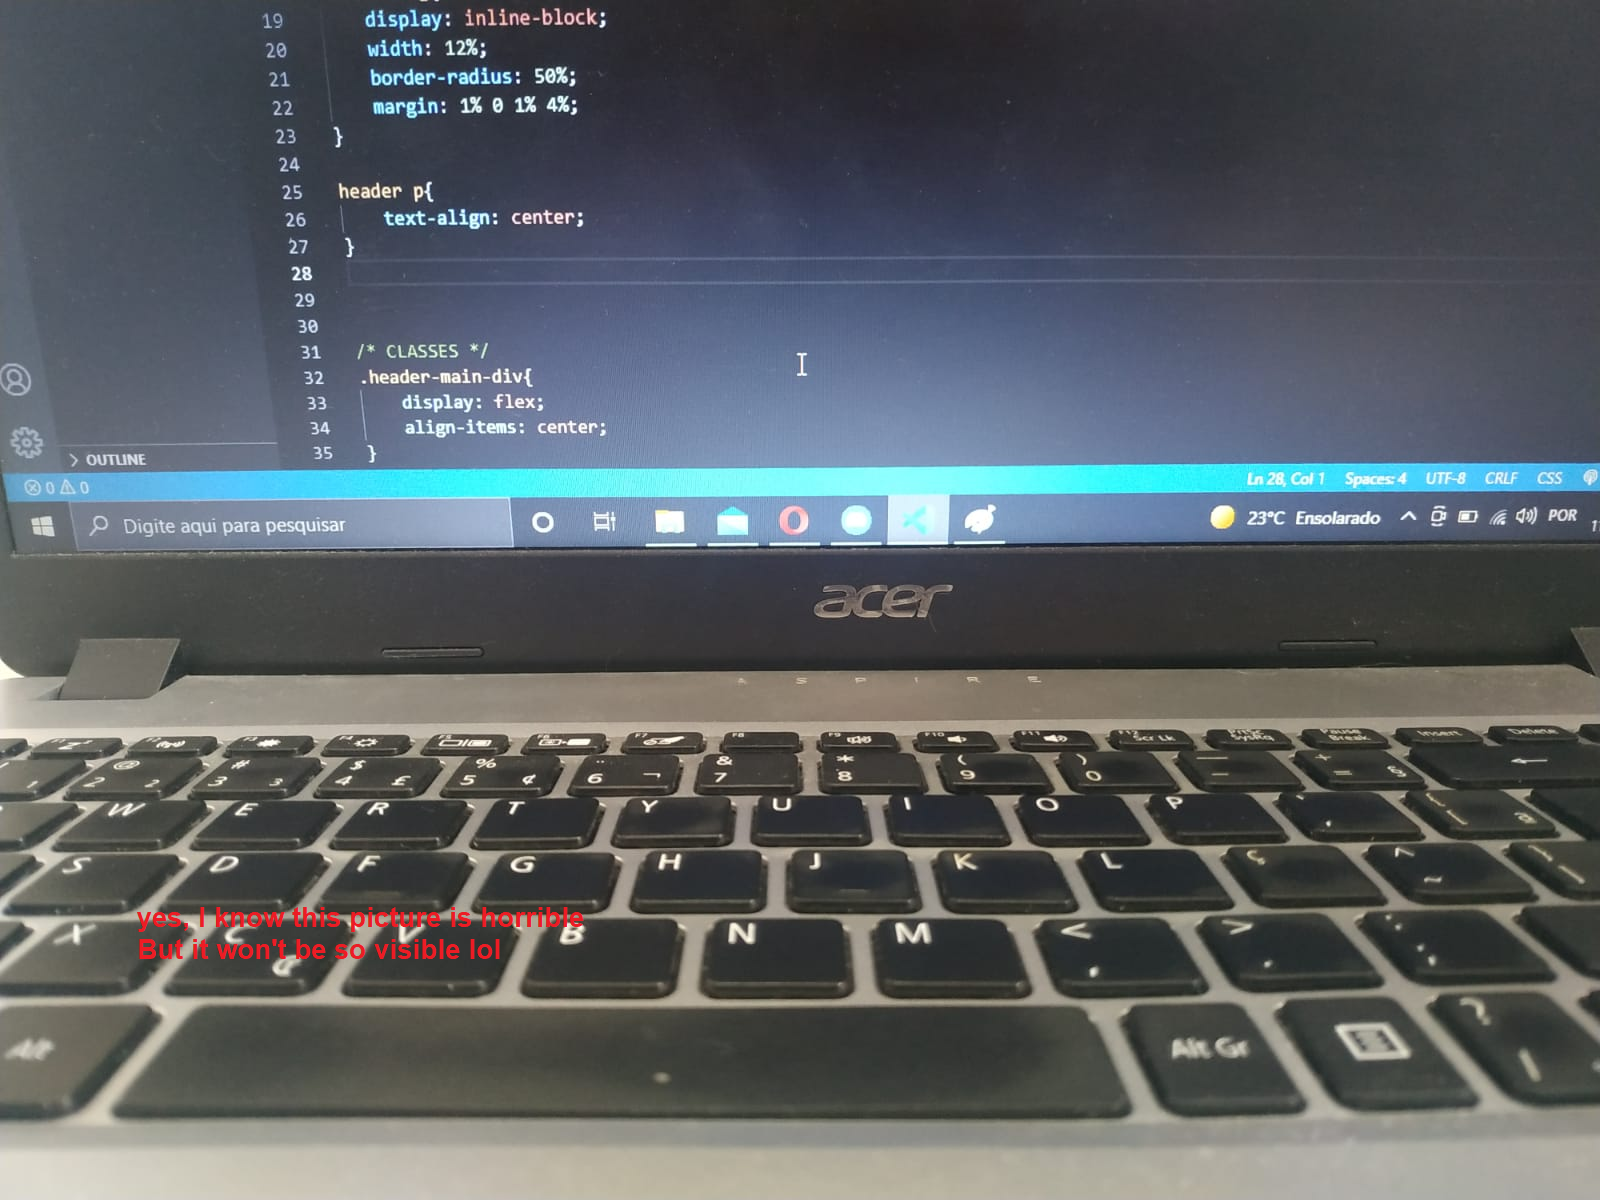 19 display: inline-block;
20 width: 12%;
21 border-radius: 50%;
22 margin: 1% 0 1% 4%;
23 }
24
25 header p{
26 text-align: center;
27 }
28
29
30
31 /* CLASSES */
32 .header-main-div{
33 display: flex;
34 align-items: center;
35 }
OUTLINE
0 0 Ln 28, Col 1 Spaces: 4 UTF-8 CRLF CSS
Digite aqui para pesquisar 23°C Ensolarado POR
acer
ASPIRE
F2 F3 F4 F5 F6 F7 F8 F9 F10 F11 F12 Scr Lk PrtSc SysRq Pause Break Insert Delete
1 @ 2 2 # 3 3 $ 4 £ % 5 ¢ ¨ 6 ¬ & 7 * 8 ( 9 ) 0 — - + = §
W E R T Y U I O P
S D F G H J K L Ç ^ ~
yes, I know this picture is horrible
But it won't be so visible lol
X C V B N M < , > . : ;
Alt Alt Gr